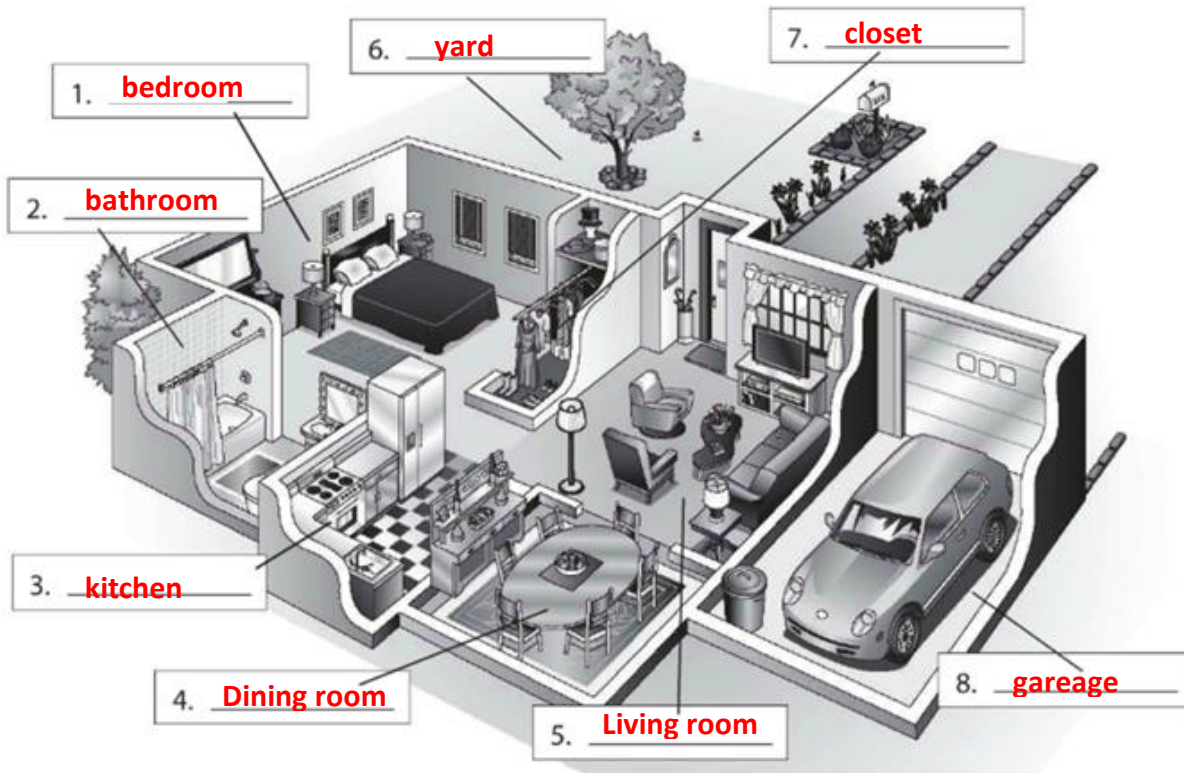 6. yard
7. closet
1. bedroom
2. bathroom
3. kitchen
4. Dining room
5. Living room
8. gareage